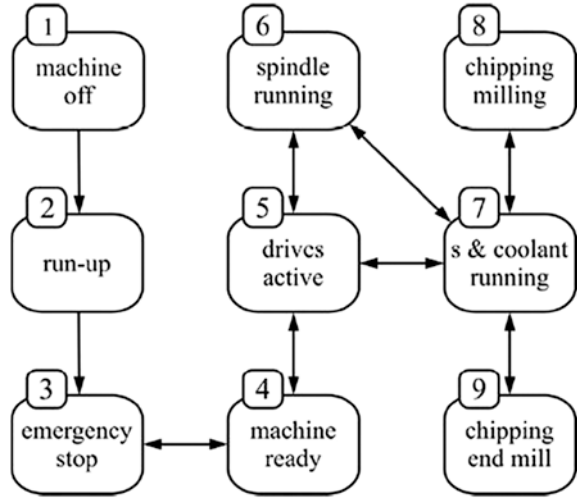 1
machine
off
2
run-up
3
emergency
stop
6
spindle
running
5
drivcs
active
4
machine
ready
8
chipping
milling
7
s & coolant
running
9
chipping
end mill